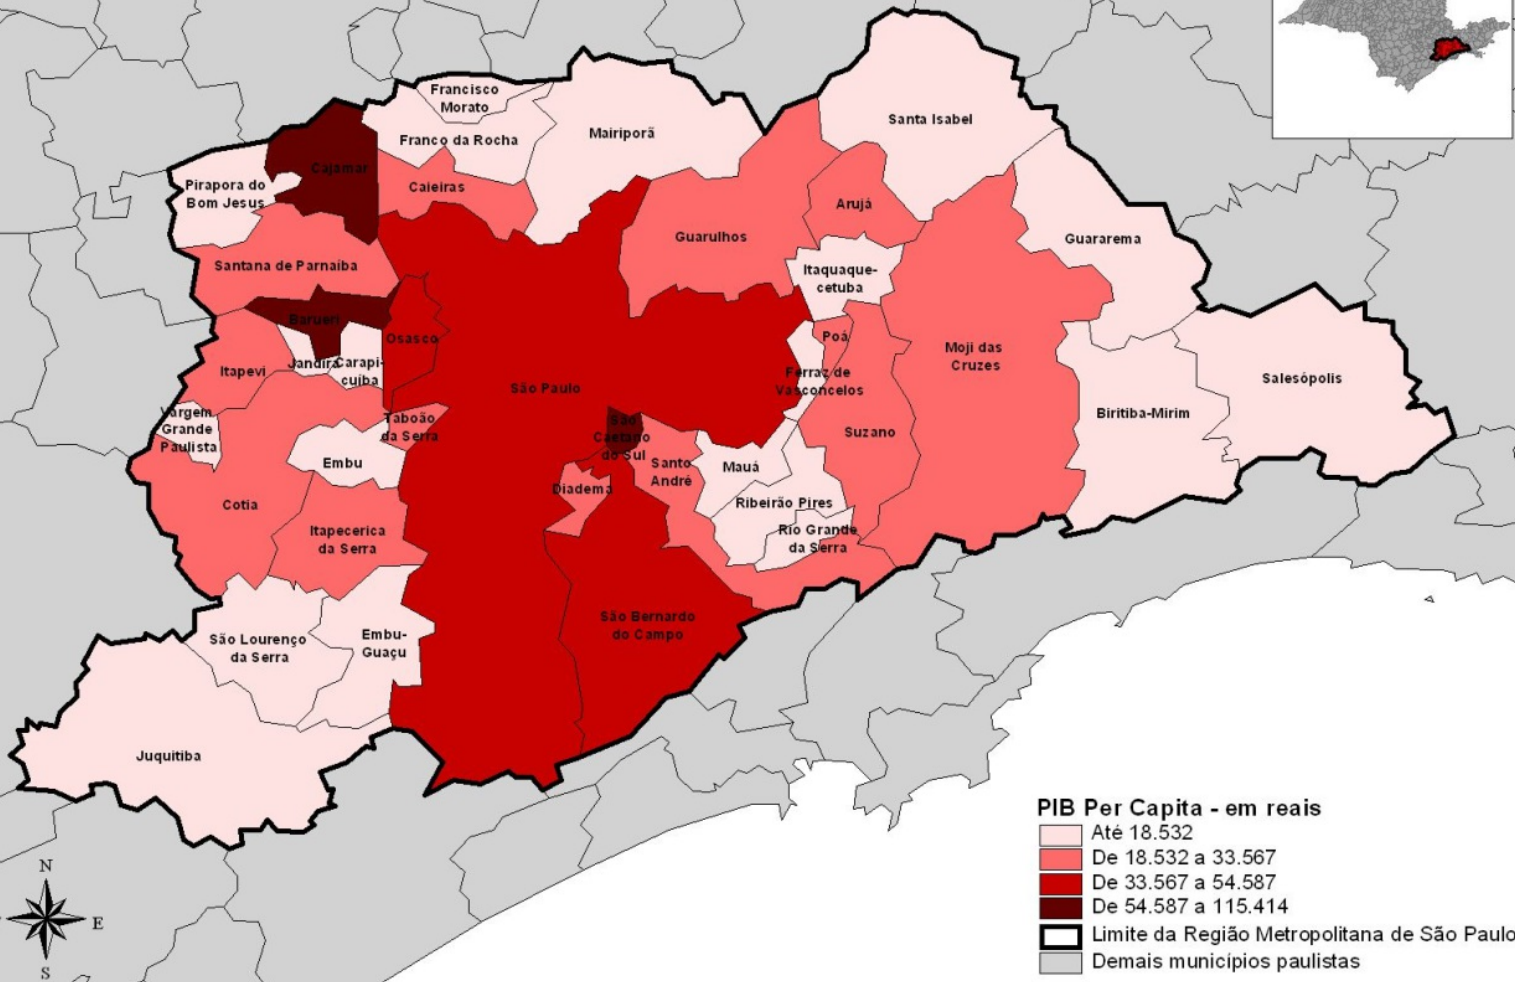 Francisco
Morato
Santa Isabel
Mairiporã
Franco da Rocha
Cajamar
Caieiras
Pirapora do
Bom Jesus
Arujá
Guarulhos
Guararema
Santana de Parnaíba
Itaquaque-
cetuba
Barueri
Osasco
Poá
Moji das
Cruzes
Jandira
Carapi-
cuíba
Itapevi
Ferraz de
Vasconcelos
São Paulo
Salesópolis
Vargem
Grande
Paulista
Taboão
da Serra
Biritiba-Mirim
São
Caetano
do Sul
Suzano
Embu
Mauá
Santo
André
Diadema
Cotia
Ribeirão Pires
Itapecerica
da Serra
Rio Grande
da Serra
São Bernardo
do Campo
São Lourenço
da Serra
Embu-
Guaçu
Juquitiba
PIB Per Capita - em reais
Até 18.532
De 18.532 a 33.567
De 33.567 a 54.587
De 54.587 a 115.414
Limite da Região Metropolitana de São Paulo
Demais municípios paulistas
N
E
S